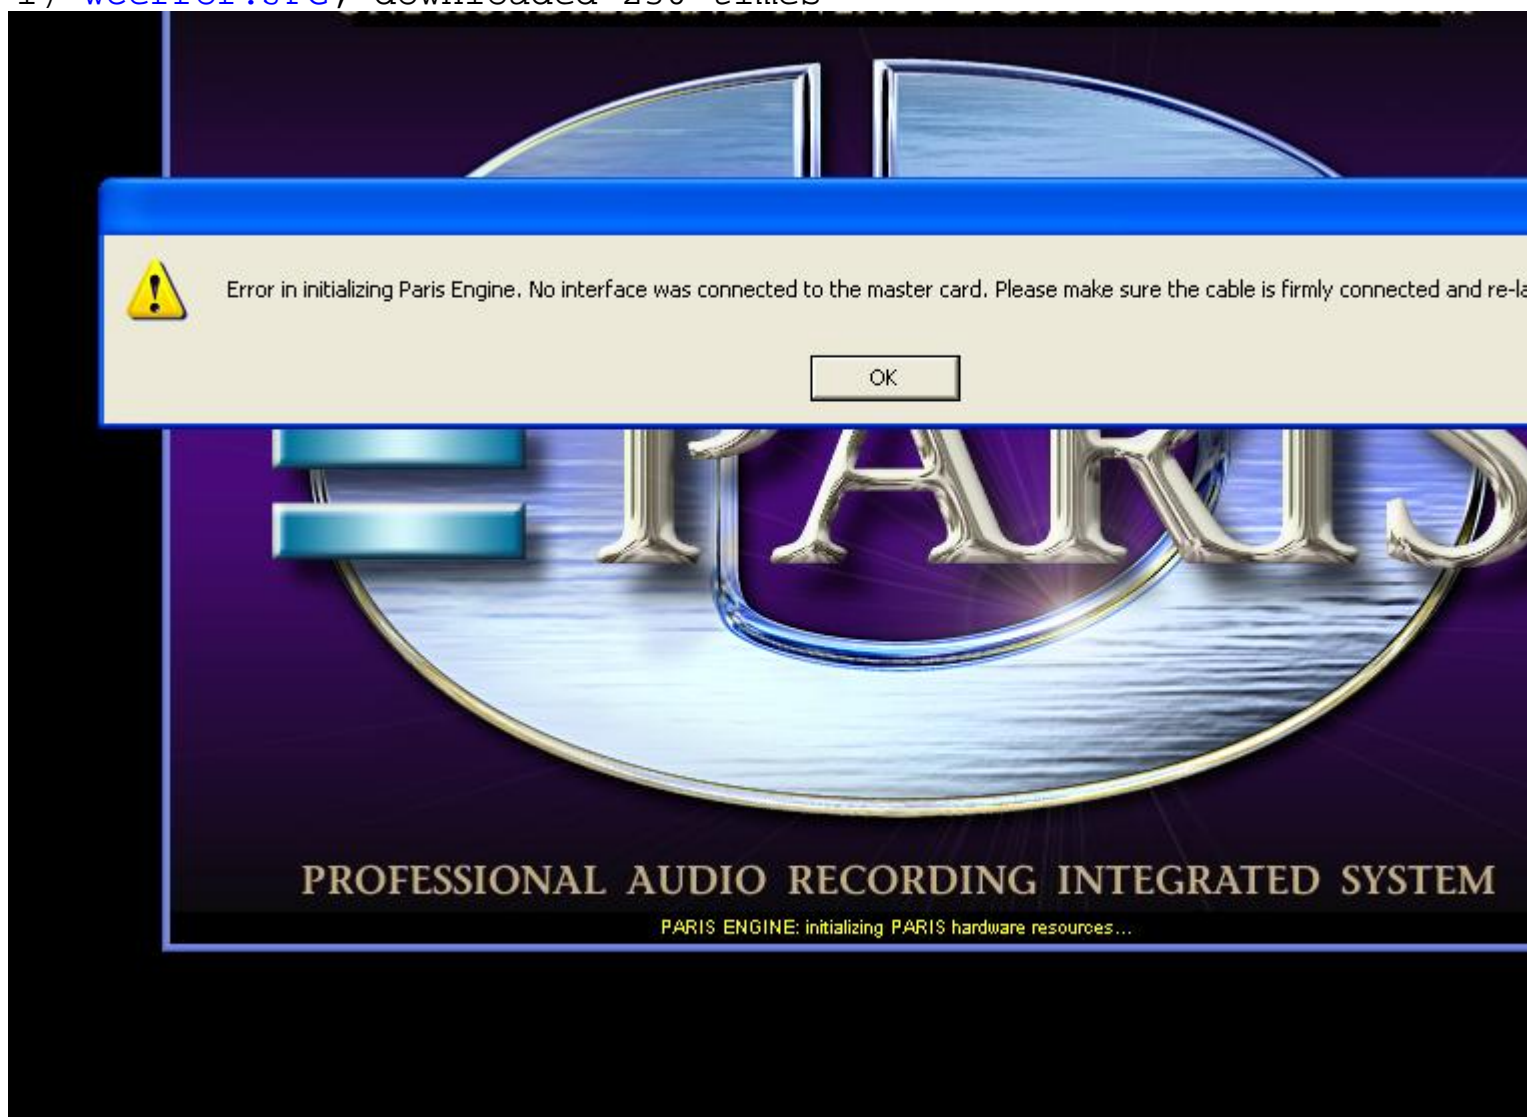 Error in initializing Paris Engine. No interface was connected to the master card. Please make sure the cable is firmly connected and re-la
OK
PARIS
PROFESSIONAL AUDIO RECORDING INTEGRATED SYSTEM
PARIS ENGINE: initializing PARIS hardware resources...